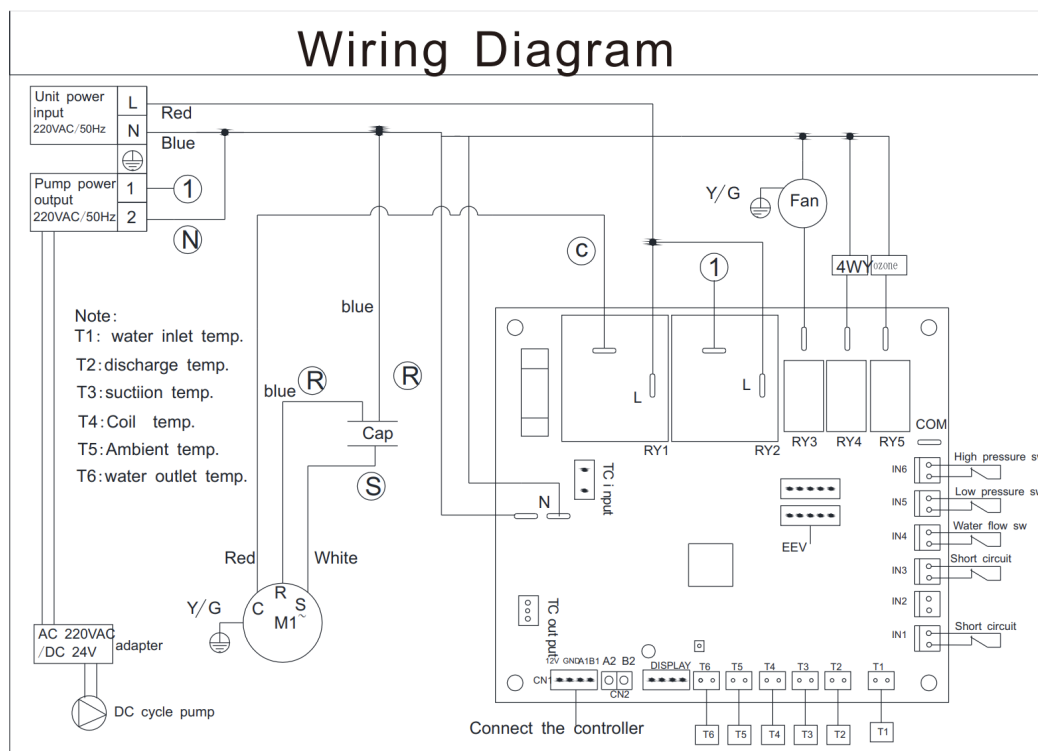 Wiring Diagram
Unit power
input
220VAC/50Hz
L
N
Red
Blue
Pump power
output
220VAC/50Hz
1
2
1
N
Y/G
Fan
4WY
ozone
c
1
blue
Note:
T1: water inlet temp.
T2:discharge temp.
T3:suctiion temp.
T4:Coil temp.
T5:Ambient temp.
T6:water outlet temp.
blue
R
R
Cap
S
L
L
RY1
RY2
RY3
RY4
RY5
COM
TC i nput
N
EEV
IN6
High pressure sw
IN5
Low pressure sw
IN4
Water flow sw
IN3
Short circuit
IN2
IN1
Short circuit
Red
White
Y/G
C
R
S
M1~
TC out put
AC 220VAC
/DC 24V
adapter
DC cycle pump
12V GND A1B1 A2 B2
CN1
CN2
DISPLAY
T6
T5
T4
T3
T2
T1
Connect the controller
T6
T5
T4
T3
T2
T1